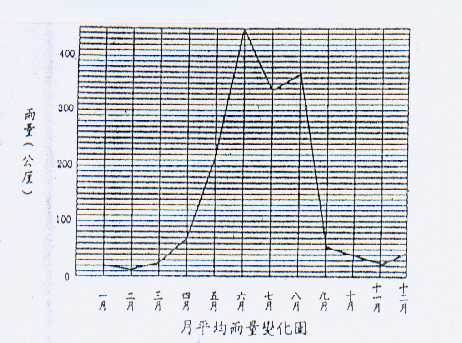 400
300
200
100
0
雨量(公厘)
一月 二月 三月 四月 五月 六月 七月 八月 九月 十月 十一月 十二月
月平均雨量變化圖